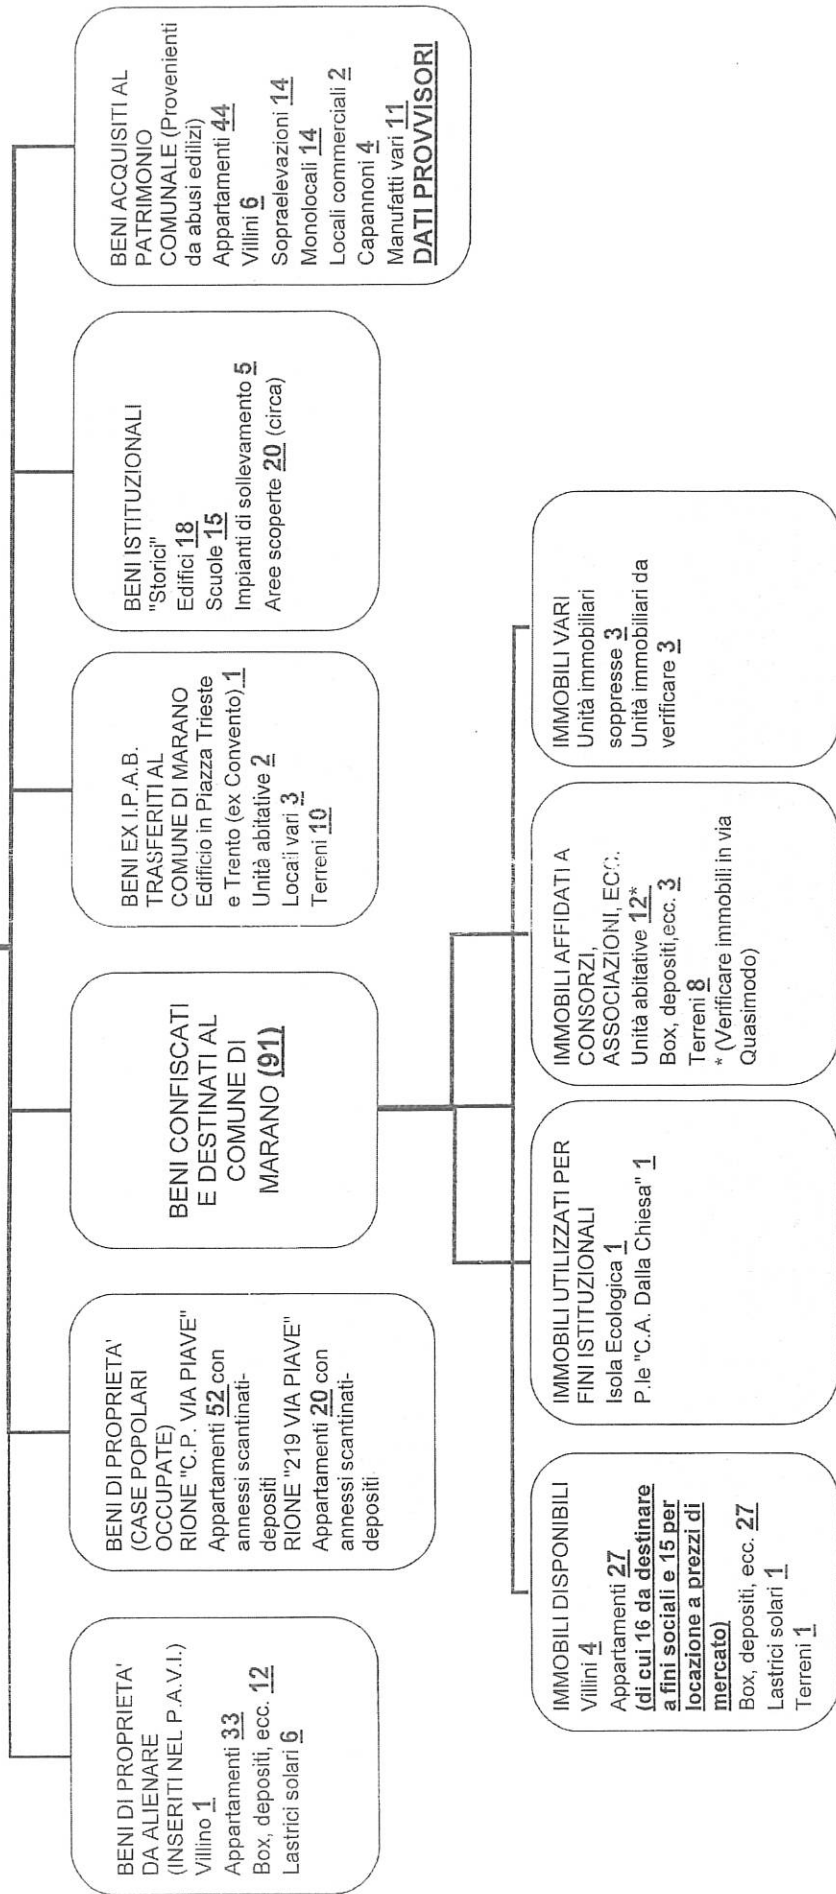 BENI DI PROPRIETA'
DA ALIENARE
(INSERITI NEL P.A.V.I.)
Villino 1
Appartamenti 33
Box, depositi, ecc. 12
Lastrici solari 6
BENI DI PROPRIETA'
(CASE POPOLARI
OCCUPATE)
RIONE "C.P. VIA PIAVE"
Appartamenti 52 con
annessi scantinati-
depositi
RIONE "219 VIA PIAVE"
Appartamenti 20 con
annessi scantinati-
depositi
BENI CONFISCATI
E DESTINATI AL
COMUNE DI
MARANO (91)
BENI EX I.P.A.B.
TRASFERITI AL
COMUNE DI MARANO
Edificio in Piazza Trieste
e Trento (ex Convento) 1
Unità abitative 2
Locali vari 3
Terreni 10
BENI ISTITUZIONALI
"Storici"
Edifici 18
Scuole 15
Impianti di sollevamento 5
Aree scoperte 20 (circa)
BENI ACQUISITI AL
PATRIMONIO
COMUNALE (Provenienti
da abusi edilizi)
Appartamenti 44
Villini 6
Sopraelevazioni 14
Monolocali 14
Locali commerciali 2
Capannoni 4
Manufatti vari 11
DATI PROVVISORI
IMMOBILI DISPONIBILI
Villini 4
Appartamenti 27
(di cui 16 da destinare
a fini sociali e 15 per
locazione a prezzi di
mercato)
Box, depositi, ecc. 27
Lastrici solari 1
Terreni 1
IMMOBILI UTILIZZATI PER
FINI ISTITUZIONALI
Isola Ecologica 1
P.le "C.A. Dalla Chiesa" 1
IMMOBILI AFFIDATI A
CONSORZI,
ASSOCIAZIONI, ECC.
Unità abitative 12*
Box, depositi,ecc. 3
Terreni 8
* (Verificare immobili in via
Quasimodo)
IMMOBILI VARI
Unità immobiliari
soppresse 3
Unità immobiliari da
verificare 3